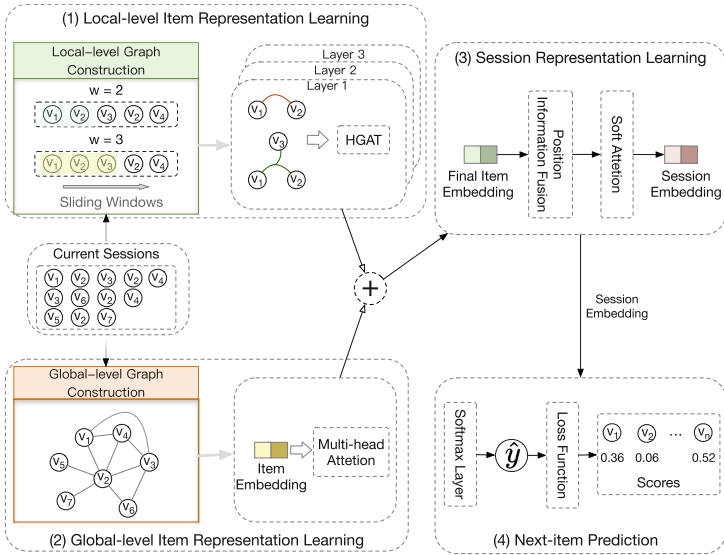 (1) Local-level Item Representation Learning
Local-level Graph
Construction
w = 2
v1 v2 v3 v2 v4
w = 3
v1 v2 v3 v2 v4
Sliding Windows
Layer 3
Layer 2
Layer 1
v1 v2
v3
v1 v2
HGAT
Current Sessions
v1 v2 v3 v2 v4
v3 v6 v2 v4
v5 v2 v7
+
Global-level Graph
Construction
v1 v4
v5 v3
v2
v7 v6
Item
Embedding
Multi-head
Attetion
(2) Global-level Item Representation Learning
(3) Session Representation Learning
Final Item
Embedding
Position
Information Fusion
Soft Attetion
Session
Embedding
Session
Embedding
Softmax Layer
ŷ
Loss Function
v1 v2 ... vn
0.36 0.06 0.52
Scores
(4) Next-item Prediction